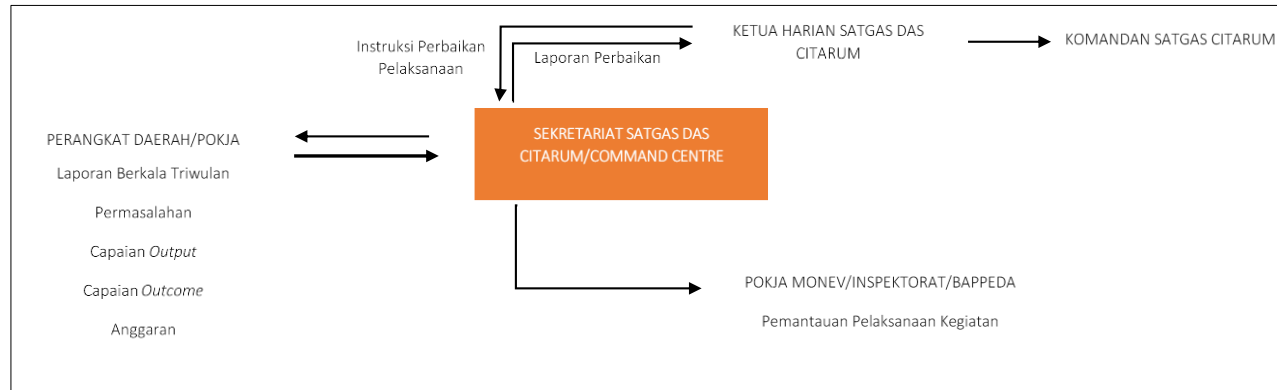 Instruksi Perbaikan
Pelaksanaan
Laporan Perbaikan
KETUA HARIAN SATGAS DAS
CITARUM
KOMANDAN SATGAS CITARUM
PERANGKAT DAERAH/POKJA
Laporan Berkala Triwulan
Permasalahan
Capaian Output
Capaian Outcome
Anggaran
SEKRETARIAT SATGAS DAS
CITARUM/COMMAND CENTRE
POKJA MONEV/INSPEKTORAT/BAPPEDA
Pemantauan Pelaksanaan Kegiatan